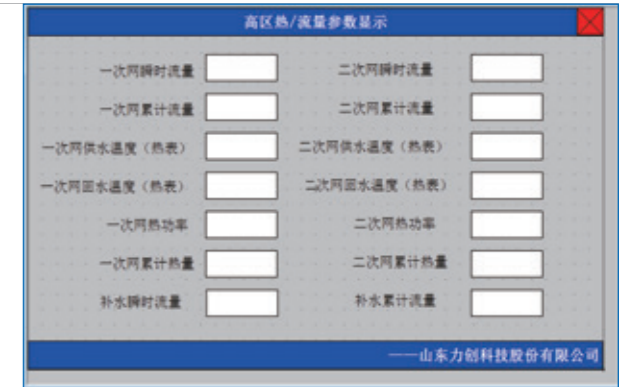 高区热/流量参数显示
一次网瞬时流量
二次网瞬时流量
一次网累计流量
二次网累计流量
一次网供水温度（热表）
二次网供水温度（热表）
一次网回水温度（热表）
二次网回水温度（热表）
一次网热功率
二次网热功率
一次网累计热量
二次网累计热量
补水瞬时流量
补水累计流量
——山东力创科技股份有限公司